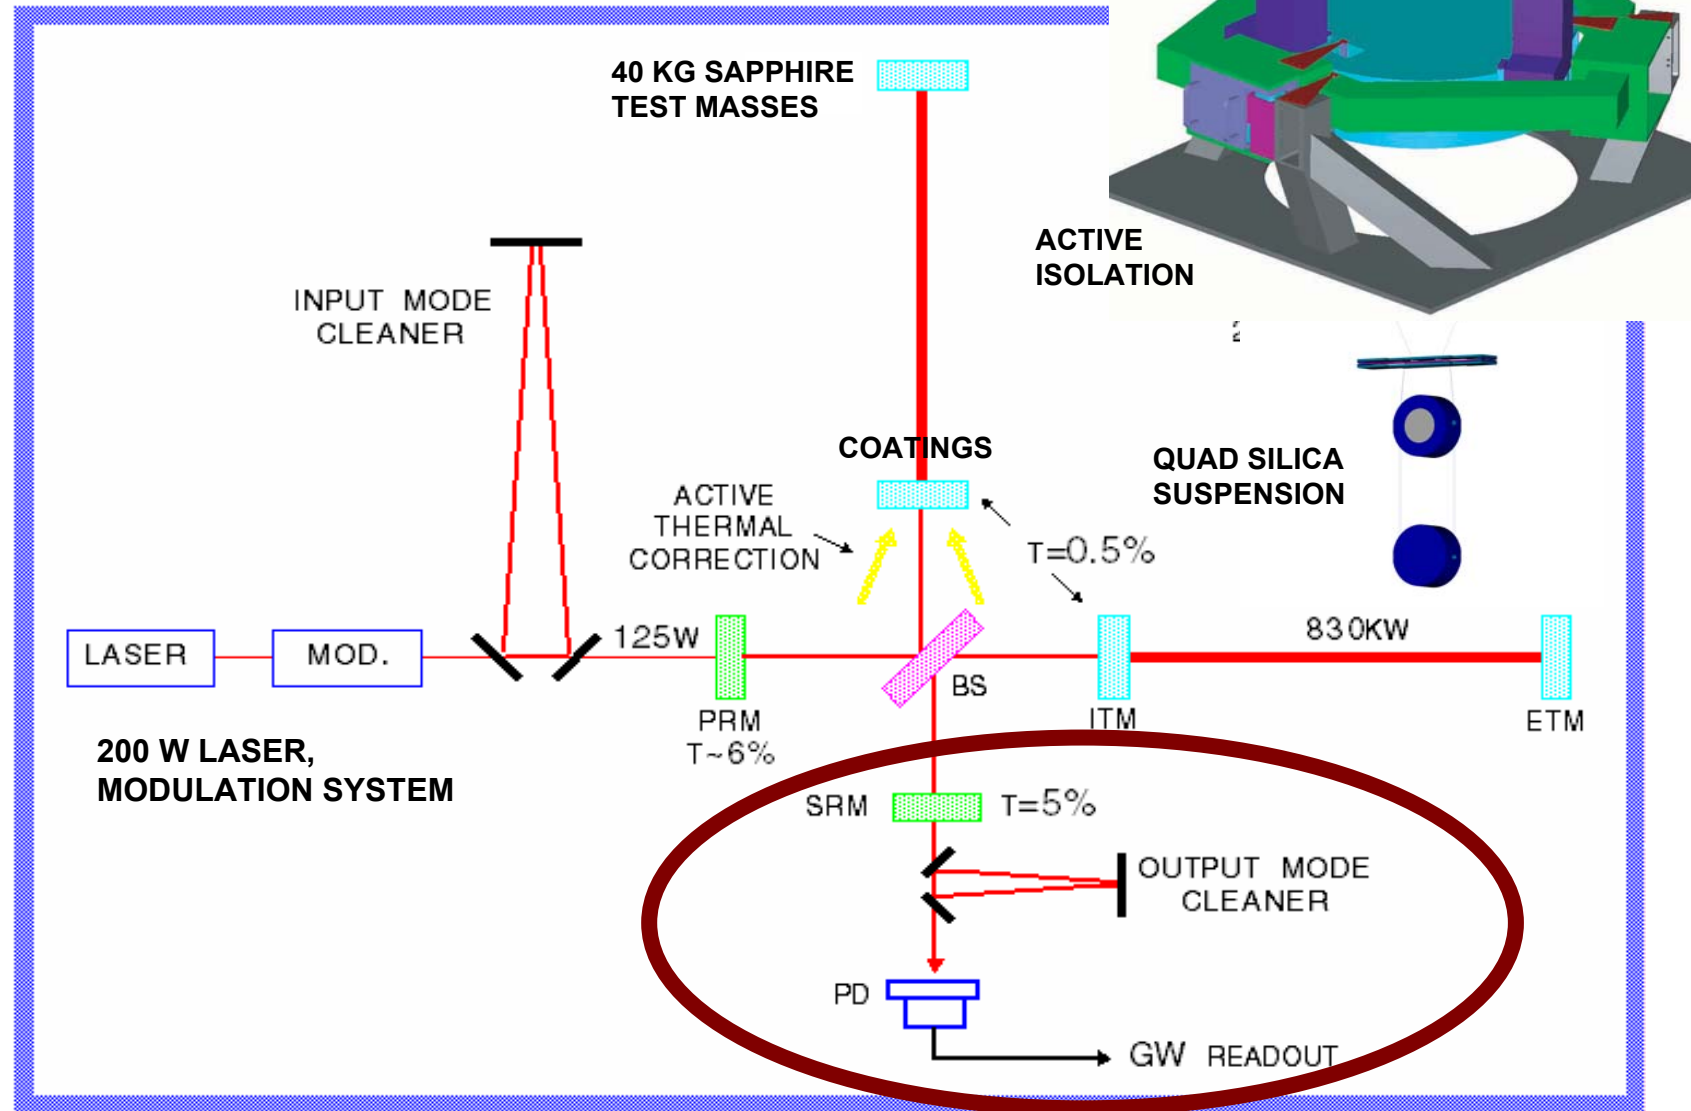 40 KG SAPPHIRE
TEST MASSES
ACTIVE
ISOLATION
INPUT MODE
CLEANER
COATINGS
QUAD SILICA
SUSPENSION
ACTIVE
THERMAL
CORRECTION
T=0.5%
LASER
MOD.
125W
830KW
BS
PRM
T~6%
ITM
ETM
200 W LASER,
MODULATION SYSTEM
SRM
T=5%
OUTPUT MODE
CLEANER
PD
GW READOUT